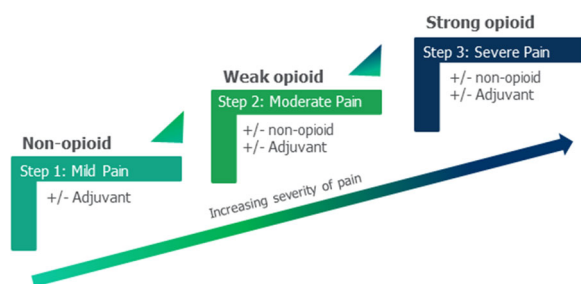 Strong opioid
Step 3: Severe Pain
+/- non-opioid
+/- Adjuvant
Weak opioid
Step 2: Moderate Pain
+/- non-opioid
+/- Adjuvant
Non-opioid
Step 1: Mild Pain
+/- Adjuvant
Increasing severity of pain